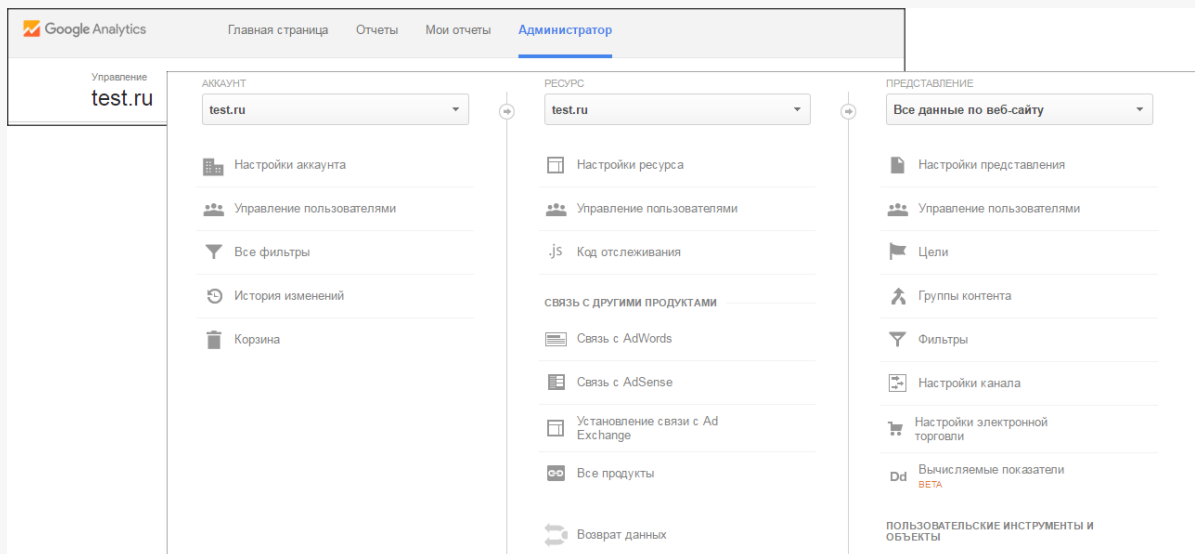 Google Analytics
Главная страница
Отчеты
Мои отчеты
Администратор
Управление
test.ru
АККАУНТ
test.ru
Настройки аккаунта
Управление пользователями
Все фильтры
История изменений
Корзина
РЕСУРС
test.ru
Настройки ресурса
Управление пользователями
.js Код отслеживания
СВЯЗЬ С ДРУГИМИ ПРОДУКТАМИ
Связь с AdWords
Связь с AdSense
Установление связи с Ad
Exchange
Все продукты
Возврат данных
ПРЕДСТАВЛЕНИЕ
Все данные по веб-сайту
Настройки представления
Управление пользователями
Цели
Группы контента
Фильтры
Настройки канала
Настройки электронной
торговли
Dd Вычисляемые показатели
BETA
ПОЛЬЗОВАТЕЛЬСКИЕ ИНСТРУМЕНТЫ И
ОБЪЕКТЫ